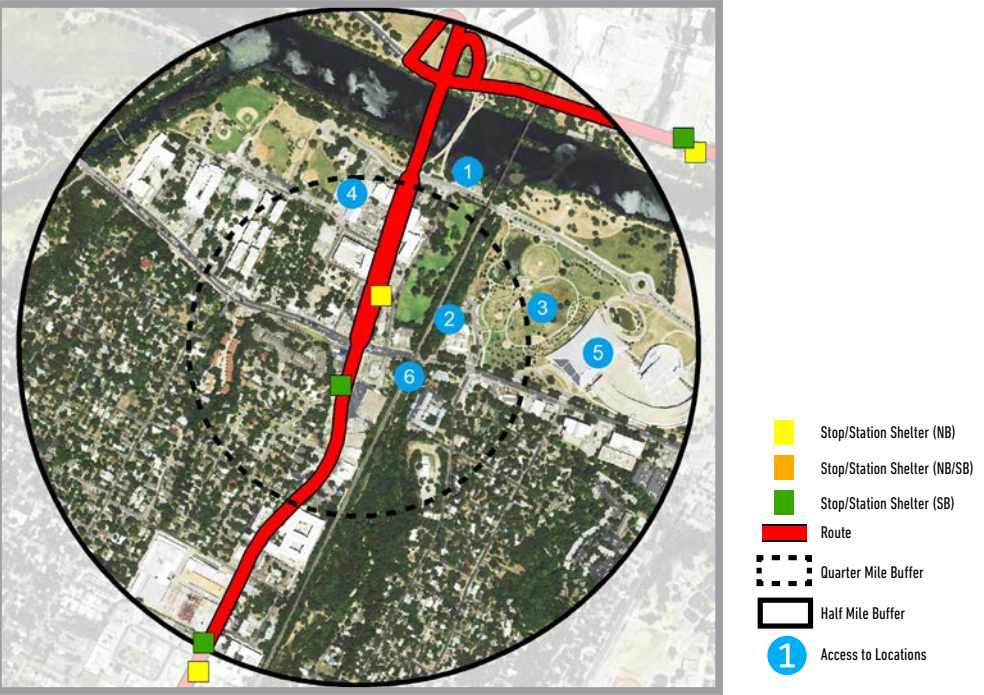 1
4
3
2
5
6
Stop/Station Shelter (NB)
Stop/Station Shelter (NB/SB)
Stop/Station Shelter (SB)
Route
Quarter Mile Buffer
Half Mile Buffer
1 Access to Locations